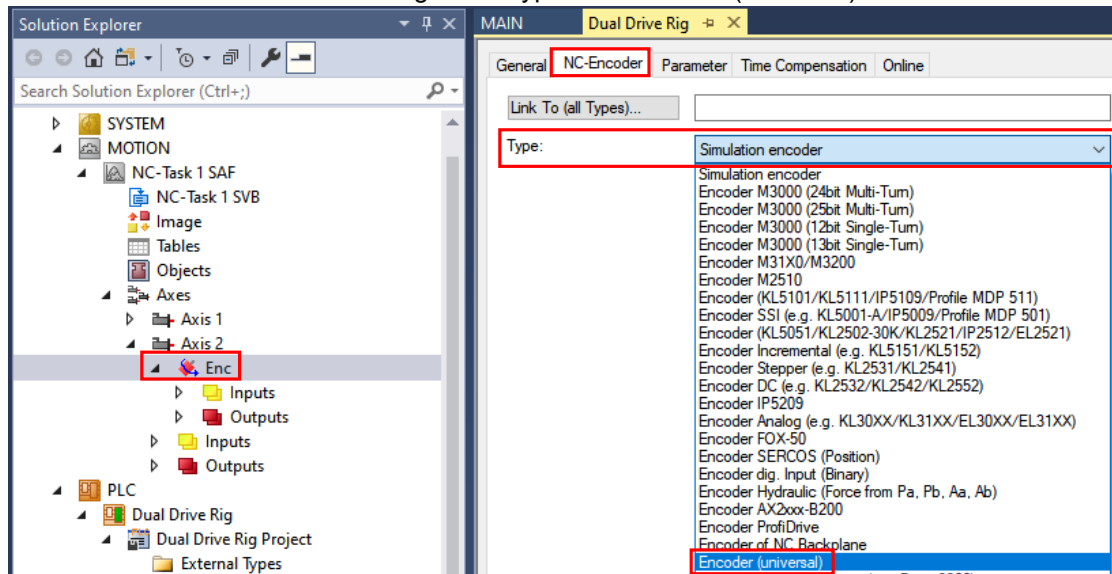 Solution Explorer
Search Solution Explorer (Ctrl+;)
SYSTEM
MOTION
NC-Task 1 SAF
NC-Task 1 SVB
Image
Tables
Objects
Axes
Axis 1
Axis 2
Enc
Inputs
Outputs
Inputs
Outputs
PLC
Dual Drive Rig
Dual Drive Rig Project
External Types
MAIN
Dual Drive Rig
General
NC-Encoder
Parameter
Time Compensation
Online
Link To (all Types)...
Type:
Simulation encoder
Simulation encoder
Encoder M3000 (24bit Multi-Turn)
Encoder M3000 (25bit Multi-Turn)
Encoder M3000 (12bit Single-Turn)
Encoder M3000 (13bit Single-Turn)
Encoder M31X0/M3200
Encoder M2510
Encoder (KL5101/KL5111/IP5109/Profile MDP 511)
Encoder SSI (e.g. KL5001-A/IP5009/Profile MDP 501)
Encoder (KL5051/KL2502-30K/KL2521/IP2512/EL2521)
Encoder Incremental (e.g. KL5151/KL5152)
Encoder Stepper (e.g. KL2531/KL2541)
Encoder DC (e.g. KL2532/KL2542/KL2552)
Encoder IP5209
Encoder Analog (e.g. KL30XX/KL31XX/EL30XX/EL31XX)
Encoder FOX-50
Encoder SERCOS (Position)
Encoder dig. Input (Binary)
Encoder Hydraulic (Force from Pa, Pb, Aa, Ab)
Encoder AX2xxx-B200
Encoder ProfiDrive
Encoder of NC Backplane
Encoder (universal)